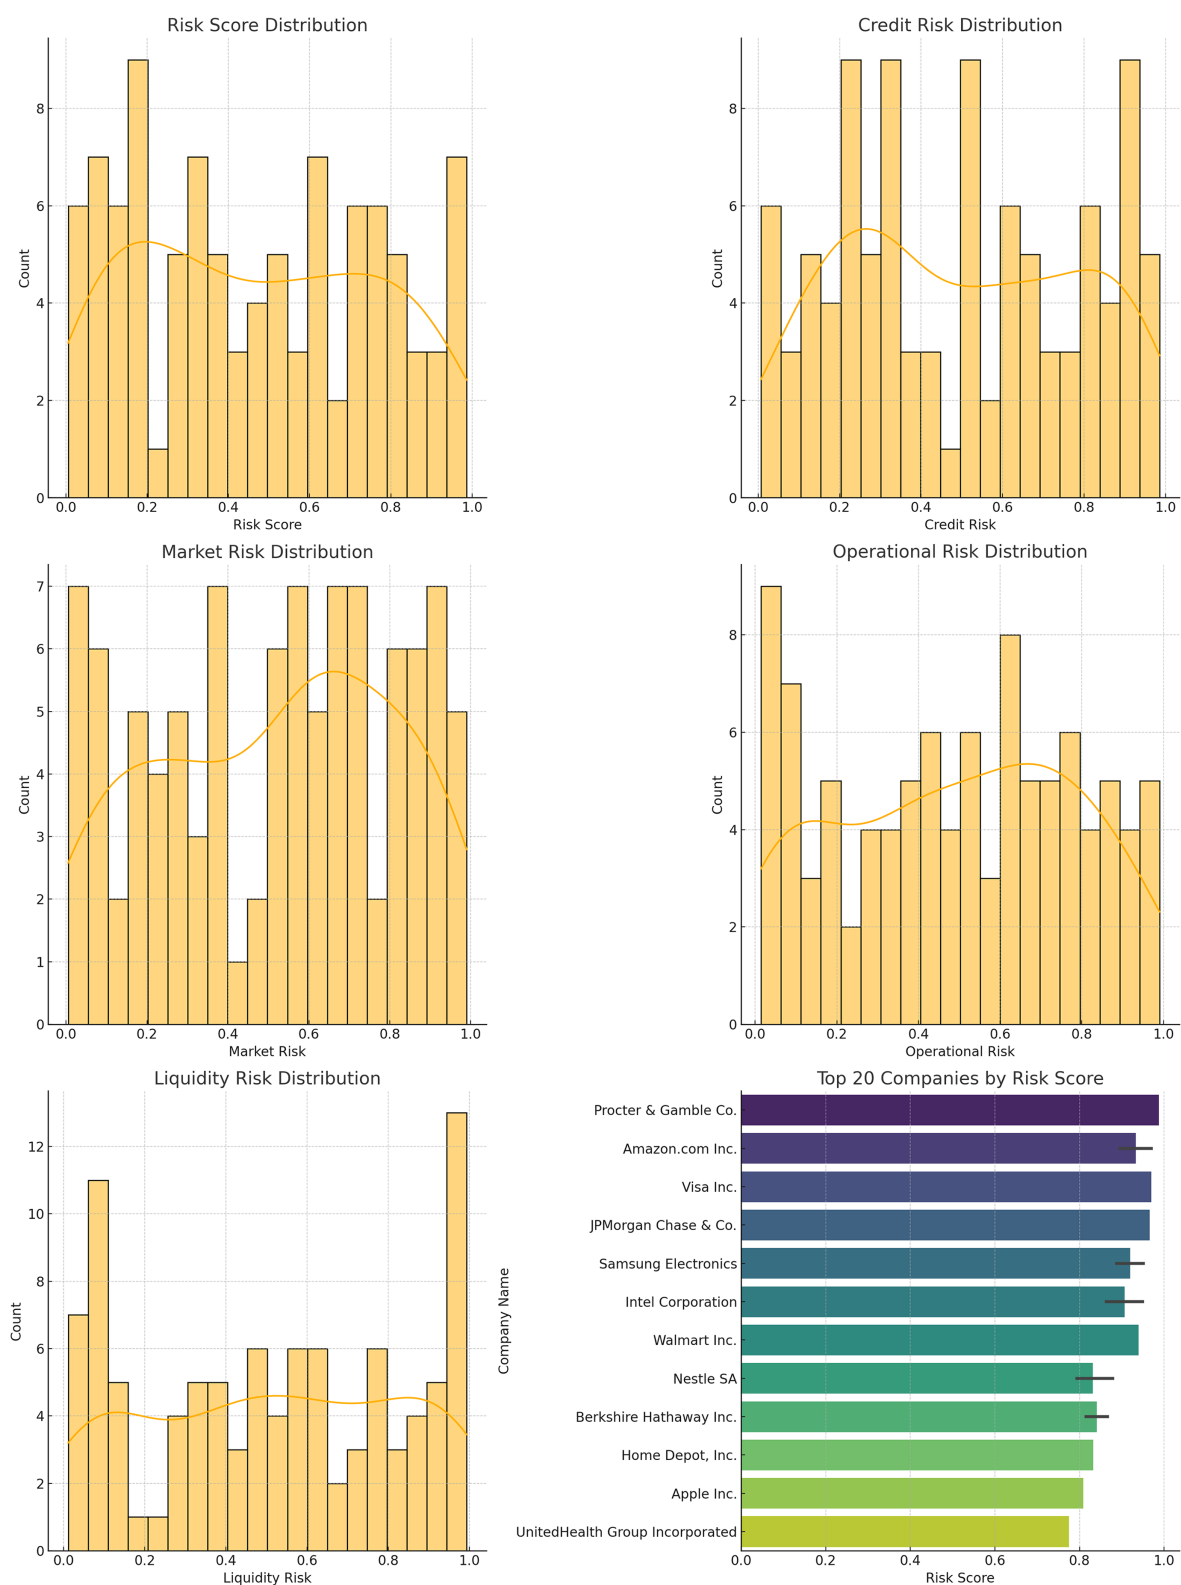 Risk Score Distribution
Count
8
6
4
2
0
0.0 0.2 0.4 0.6 0.8 1.0
Risk Score
Credit Risk Distribution
Count
8
6
4
2
0
0.0 0.2 0.4 0.6 0.8 1.0
Credit Risk
Market Risk Distribution
Count
7
6
5
4
3
2
1
0
0.0 0.2 0.4 0.6 0.8 1.0
Market Risk
Operational Risk Distribution
Count
8
6
4
2
0
0.0 0.2 0.4 0.6 0.8 1.0
Operational Risk
Liquidity Risk Distribution
Count
12
10
8
6
4
2
0
0.0 0.2 0.4 0.6 0.8 1.0
Liquidity Risk
Top 20 Companies by Risk Score
Company Name
Procter & Gamble Co.
Amazon.com Inc.
Visa Inc.
JPMorgan Chase & Co.
Samsung Electronics
Intel Corporation
Walmart Inc.
Nestle SA
Berkshire Hathaway Inc.
Home Depot, Inc.
Apple Inc.
UnitedHealth Group Incorporated
0.0 0.2 0.4 0.6 0.8 1.0
Risk Score